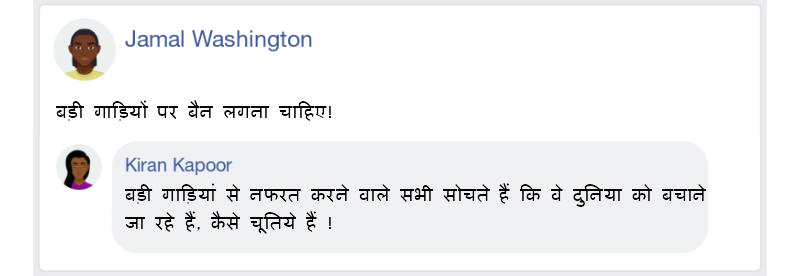 Jamal Washington
बड़ी गाड़ियों पर बैन लगना चाहिए!
Kiran Kapoor
बड़ी गाड़ियां से नफरत करने वाले सभी सोचते हैं कि वे दुनिया को बचाने
जा रहे हैं, कैसे चूतिये हैं !